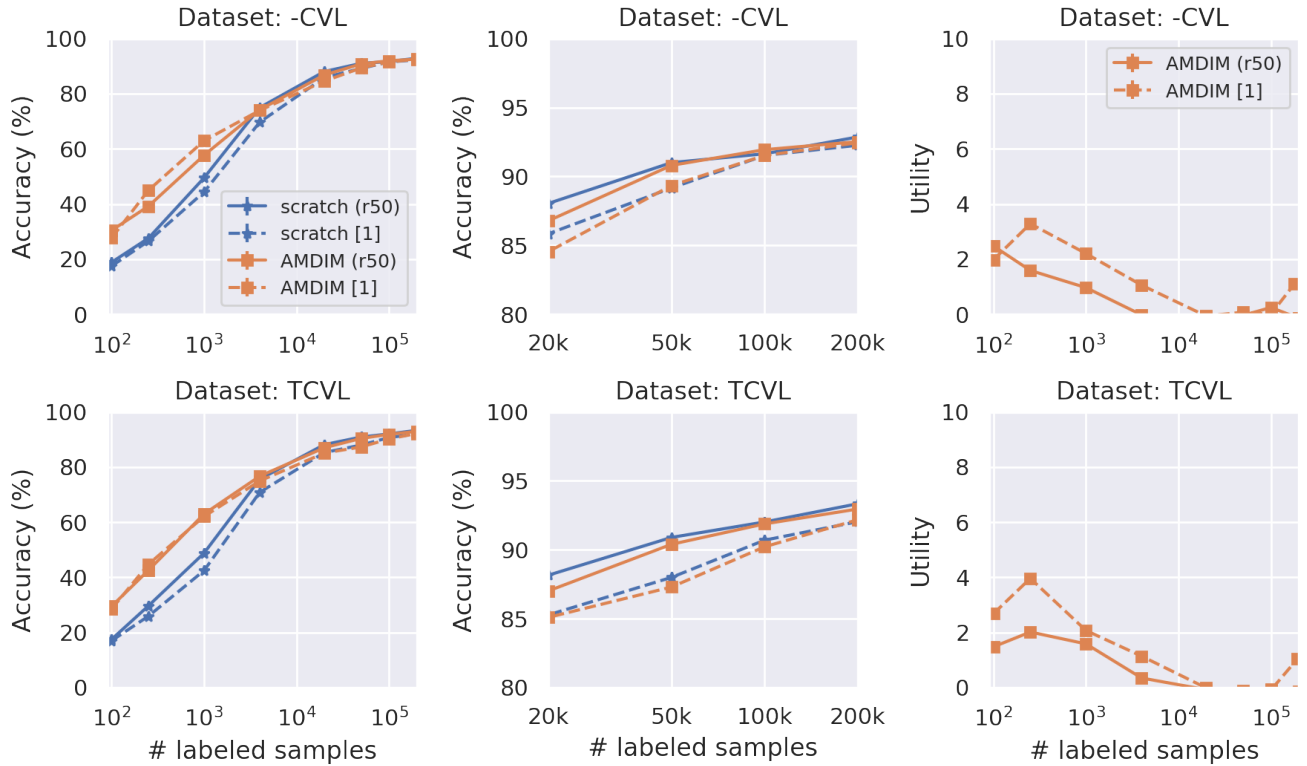 Dataset: -CVL
Accuracy (%)
100
80
60
40
20
0
10²
10³
10⁴
10⁵
scratch (r50)
scratch [1]
AMDIM (r50)
AMDIM [1]
Dataset: -CVL
Accuracy (%)
100
95
90
85
80
20k
50k
100k
200k
Dataset: -CVL
Utility
10
8
6
4
2
0
10²
10³
10⁴
10⁵
AMDIM (r50)
AMDIM [1]
Dataset: TCVL
Accuracy (%)
100
80
60
40
20
0
10²
10³
10⁴
10⁵
# labeled samples
Dataset: TCVL
Accuracy (%)
100
95
90
85
80
20k
50k
100k
200k
# labeled samples
Dataset: TCVL
Utility
10
8
6
4
2
0
10²
10³
10⁴
10⁵
# labeled samples